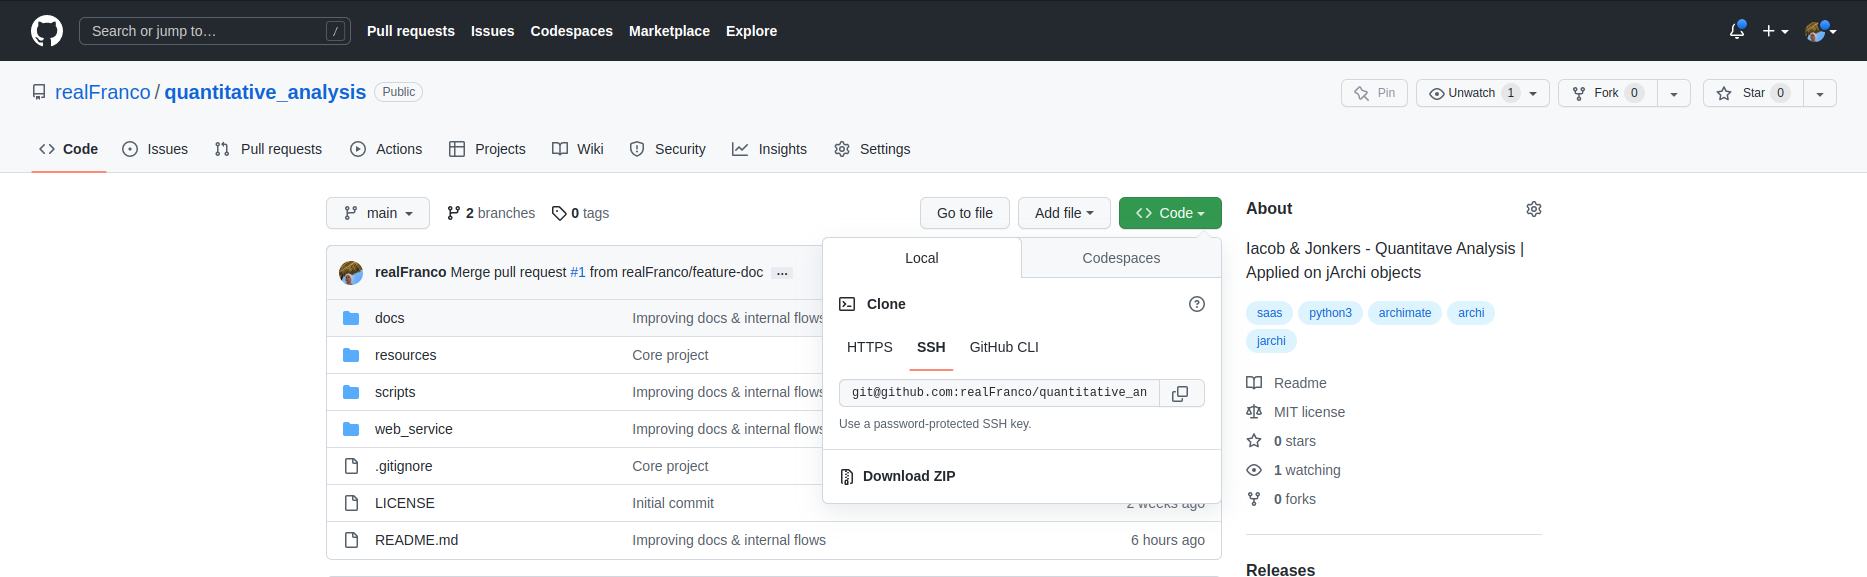 Search or jump to… /
Pull requests Issues Codespaces Marketplace Explore
realFranco / quantitative_analysis Public
Pin Unwatch 1 Fork 0 Star 0
Code Issues Pull requests Actions Projects Wiki Security Insights Settings
main 2 branches 0 tags Go to file Add file Code
realFranco Merge pull request #1 from realFranco/feature-doc …
docs Improving docs & internal flows
resources Core project
scripts Improving docs & internal flows
web_service Improving docs & internal flows
.gitignore Core project
LICENSE Initial commit 2 weeks ago
README.md Improving docs & internal flows 6 hours ago
Local Codespaces
Clone
HTTPS SSH GitHub CLI
git@github.com:realFranco/quantitative_an
Use a password-protected SSH key.
Download ZIP
About
Iacob & Jonkers - Quantitave Analysis |
Applied on jArchi objects
saas python3 archimate archi
jarchi
Readme
MIT license
0 stars
1 watching
0 forks
Releases